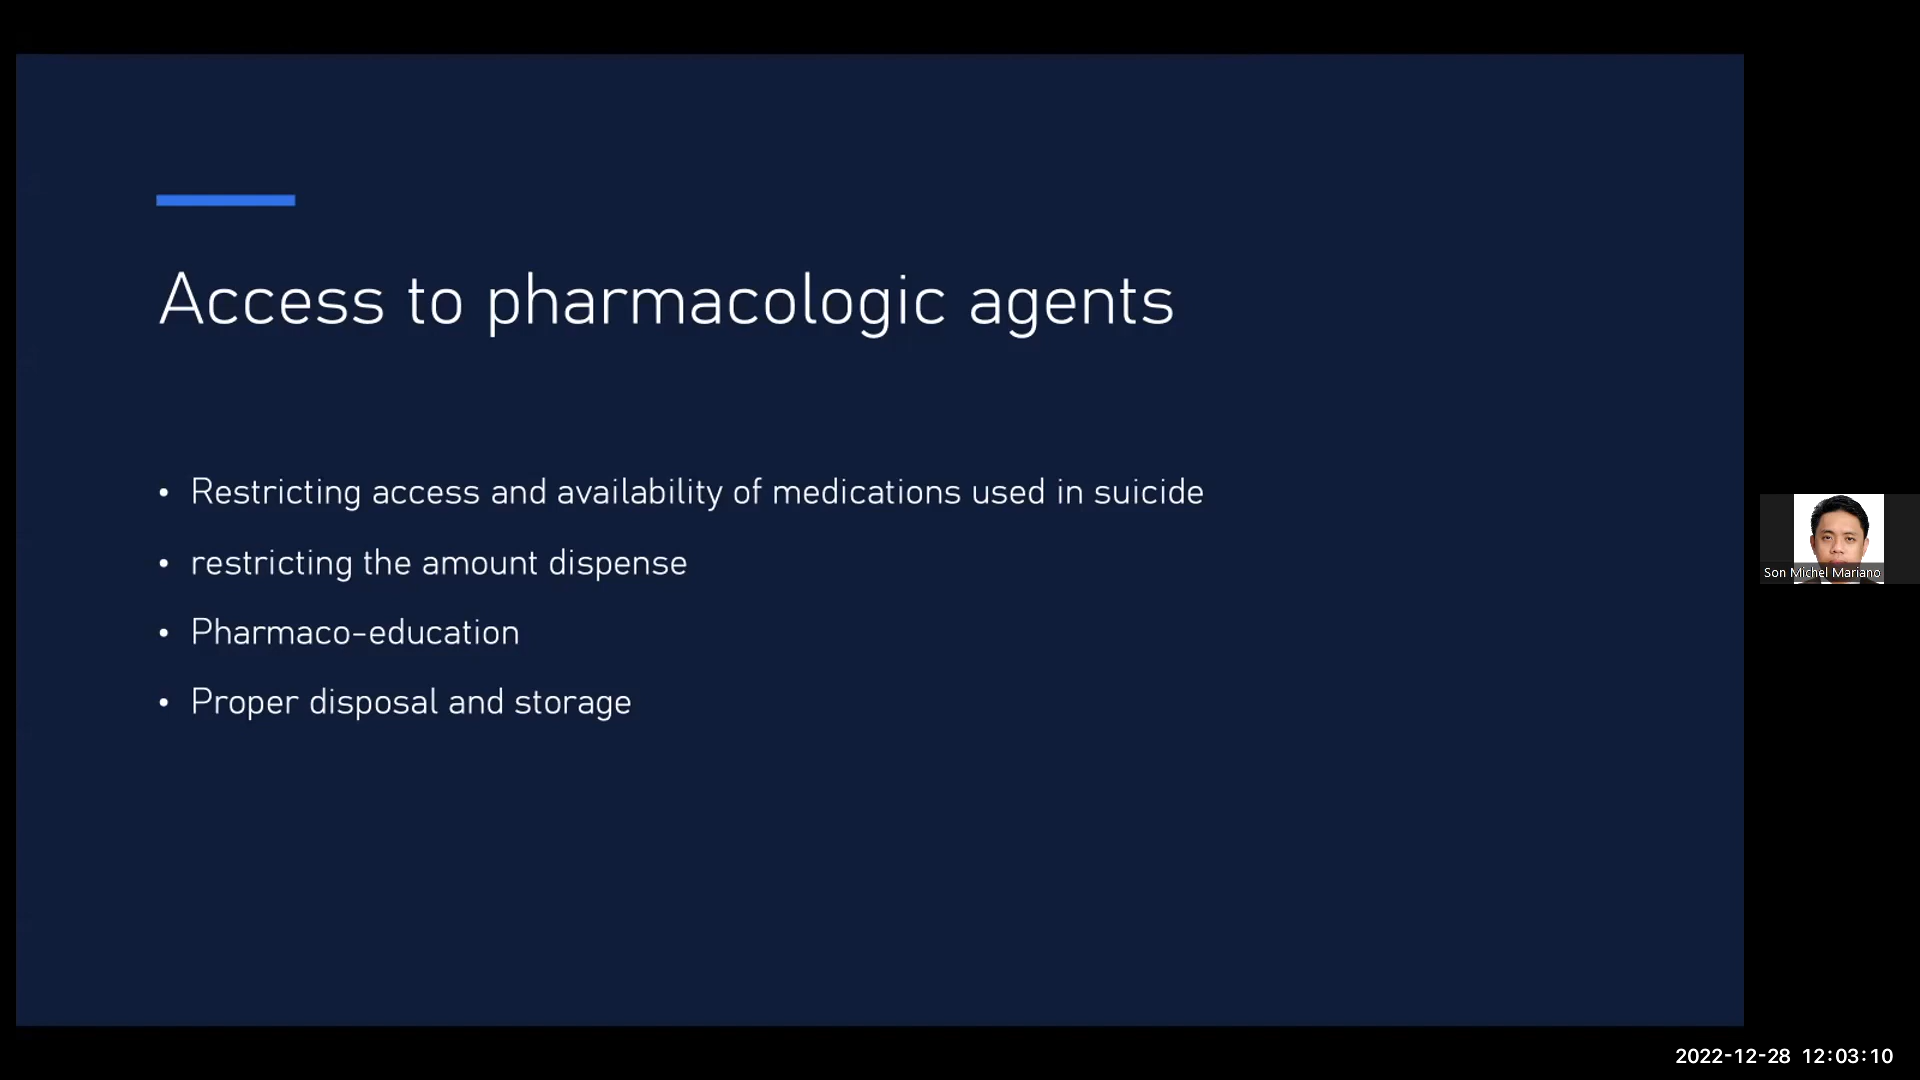 Access to pharmacologic agents
• Restricting access and availability of medications used in suicide
• restricting the amount dispense
• Pharmaco-education
• Proper disposal and storage
Son Michel Mariano
2022-12-28 12:03:10